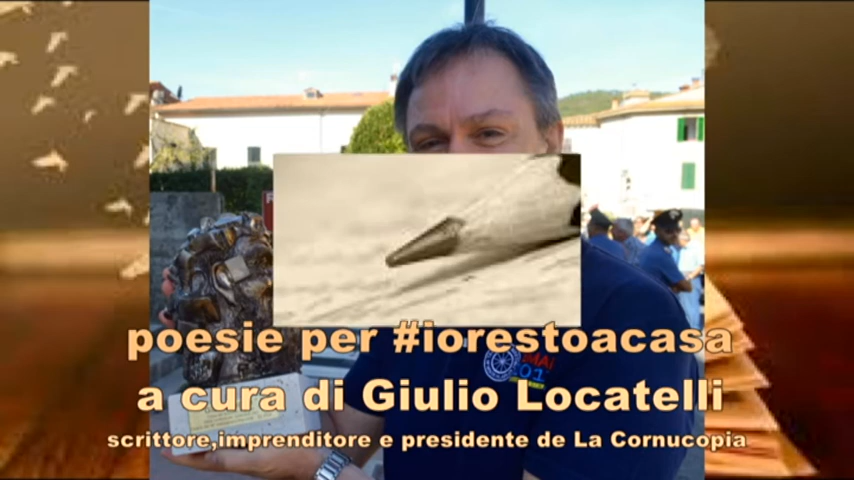 poesie per #iorestoacasa
a cura di Giulio Locatelli
scrittore,imprenditore e presidente de La Cornucopia